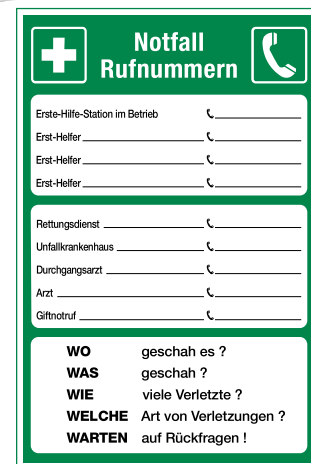 Notfall
Rufnummern
Erste-Hilfe-Station im Betrieb
Erst-Helfer
Erst-Helfer
Erst-Helfer
Rettungsdienst
Unfallkrankenhaus
Durchgangsarzt
Arzt
Giftnotruf
WO geschah es ?
WAS geschah ?
WIE viele Verletzte ?
WELCHE Art von Verletzungen ?
WARTEN auf Rückfragen !